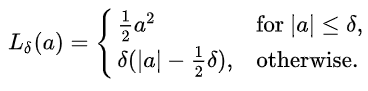 L_δ(a) = { ½a² for |a| ≤ δ,
δ(|a| − ½δ), otherwise.